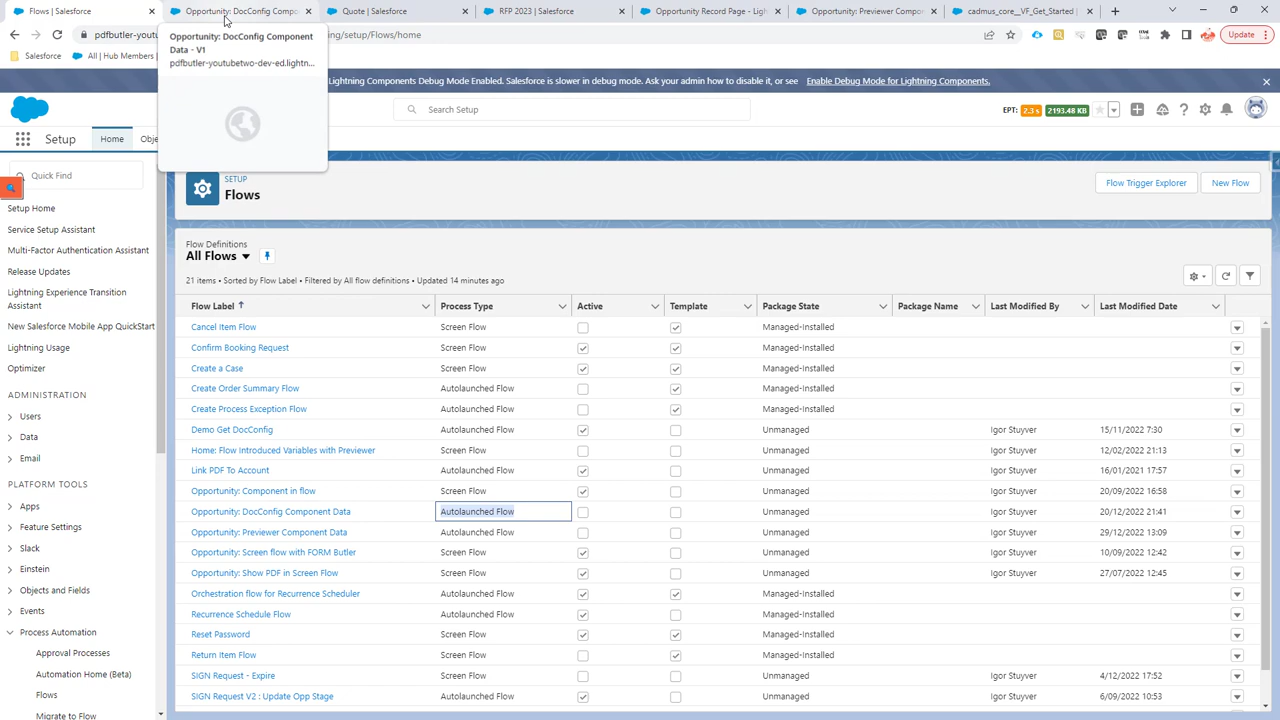 Flows | Salesforce
Opportunity: DocConfig Compo
Quote | Salesforce
RFP 2023 | Salesforce
Opportunity Record Page - Ligh
Opportunity: Previewer Compon
cadmus_core__VF_Get_Started |
pdfbutler-yout
ing/setup/Flows/home
Update
Salesforce
All | Hub Members |
Opportunity: DocConfig Component
Data - V1
pdfbutler-youtubetwo-dev-ed.lightn...
Lightning Components Debug Mode Enabled. Salesforce is slower in debug mode. Ask your admin how to disable it, or see Enable Debug Mode for Lightning Components.
Search Setup
EPT: 2.3 s 2193.48 KB
Setup
Home
Obje
Quick Find
Setup Home
Service Setup Assistant
Multi-Factor Authentication Assistant
Release Updates
Lightning Experience Transition
Assistant
New Salesforce Mobile App QuickStart
Lightning Usage
Optimizer
ADMINISTRATION
Users
Data
Email
PLATFORM TOOLS
Apps
Feature Settings
Slack
Einstein
Objects and Fields
Events
Process Automation
Approval Processes
Automation Home (Beta)
Flows
Migrate to Flow
SETUP
Flows
Flow Trigger Explorer
New Flow
Flow Definitions
All Flows
21 items • Sorted by Flow Label • Filtered by All flow definitions • Updated 14 minutes ago
Flow Label Process Type Active Template Package State Package Name Last Modified By Last Modified Date
Cancel Item Flow Screen Flow Managed-Installed
Confirm Booking Request Screen Flow Managed-Installed
Create a Case Screen Flow Managed-Installed
Create Order Summary Flow Autolaunched Flow Managed-Installed
Create Process Exception Flow Autolaunched Flow Managed-Installed
Demo Get DocConfig Autolaunched Flow Unmanaged Igor Stuyver 15/11/2022 7:30
Home: Flow Introduced Variables with Previewer Screen Flow Unmanaged Igor Stuyver 12/02/2022 21:13
Link PDF To Account Autolaunched Flow Unmanaged Igor Stuyver 16/01/2021 17:57
Opportunity: Component in flow Screen Flow Unmanaged Igor Stuyver 20/09/2022 16:58
Opportunity: DocConfig Component Data Autolaunched Flow Unmanaged Igor Stuyver 20/12/2022 21:41
Opportunity: Previewer Component Data Autolaunched Flow Unmanaged Igor Stuyver 29/12/2022 13:09
Opportunity: Screen flow with FORM Butler Screen Flow Unmanaged Igor Stuyver 10/09/2022 12:42
Opportunity: Show PDF in Screen Flow Screen Flow Unmanaged Igor Stuyver 27/07/2022 12:45
Orchestration flow for Recurrence Scheduler Autolaunched Flow Managed-Installed
Recurrence Schedule Flow Autolaunched Flow Managed-Installed
Reset Password Screen Flow Managed-Installed
Return Item Flow Screen Flow Managed-Installed
SIGN Request - Expire Screen Flow Unmanaged Igor Stuyver 4/12/2022 17:52
SIGN Request V2 : Update Opp Stage Autolaunched Flow Unmanaged Igor Stuyver 6/09/2022 10:53